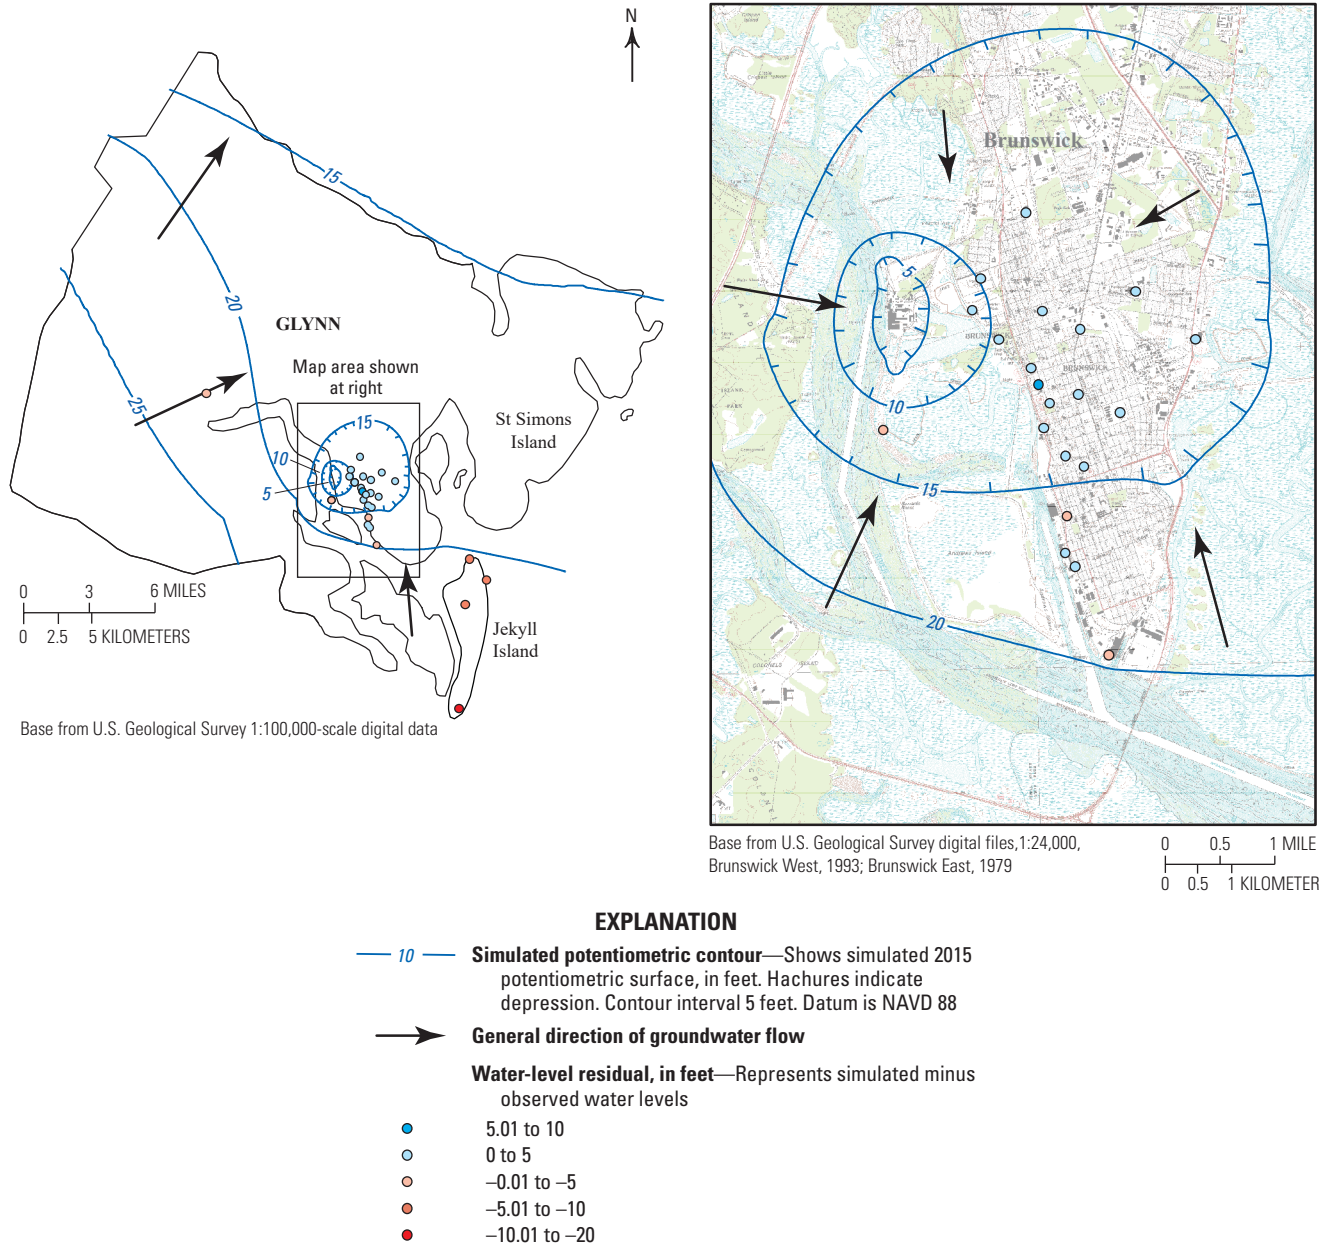 N
15
20
25
GLYNN
Map area shown
at right
15
10
5
St Simons
Island
Jekyll
Island
0 3 6 MILES
0 2.5 5 KILOMETERS
Base from U.S. Geological Survey 1:100,000-scale digital data
Brunswick
5
10
BRUNSWICK
15
20
Base from U.S. Geological Survey digital files,1:24,000,
Brunswick West, 1993; Brunswick East, 1979
0 0.5 1 MILE
0 0.5 1 KILOMETER
EXPLANATION
10
Simulated potentiometric contour—Shows simulated 2015
potentiometric surface, in feet. Hachures indicate
depression. Contour interval 5 feet. Datum is NAVD 88
General direction of groundwater flow
Water-level residual, in feet—Represents simulated minus
observed water levels
5.01 to 10
0 to 5
–0.01 to –5
–5.01 to –10
–10.01 to –20